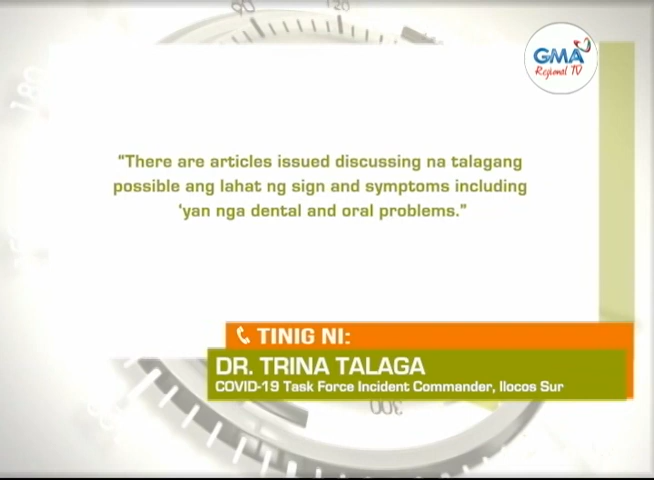 GMA
Regional TV
"There are articles issued discussing na talagang
possible ang lahat ng sign and symptoms including
'yan nga dental and oral problems."
TINIG NI:
DR. TRINA TALAGA
COVID-19 Task Force Incident Commander, Ilocos Sur
300